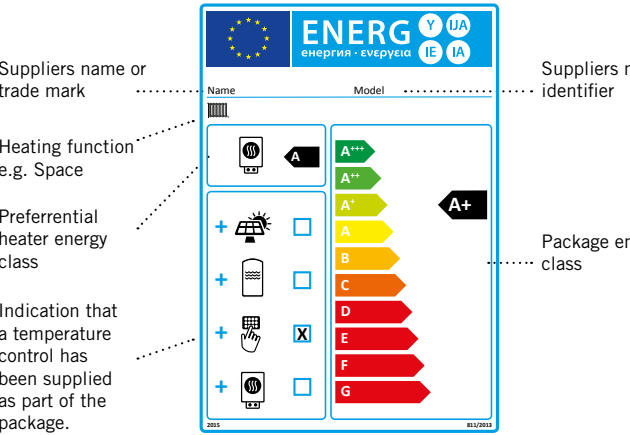 ENERG Y IJA
енергия · ενεργεια IE IA
Suppliers name or
trade mark
Name
Model
Suppliers
identifier
Heating function
e.g. Space
Preferrential
heater energy
class
A
A+++
A++
A+
A
B
C
D
E
F
G
A+
Package
class
+
+
+ X
+
Indication that
a temperature
control has
been supplied
as part of the
package.
2015
811/2013